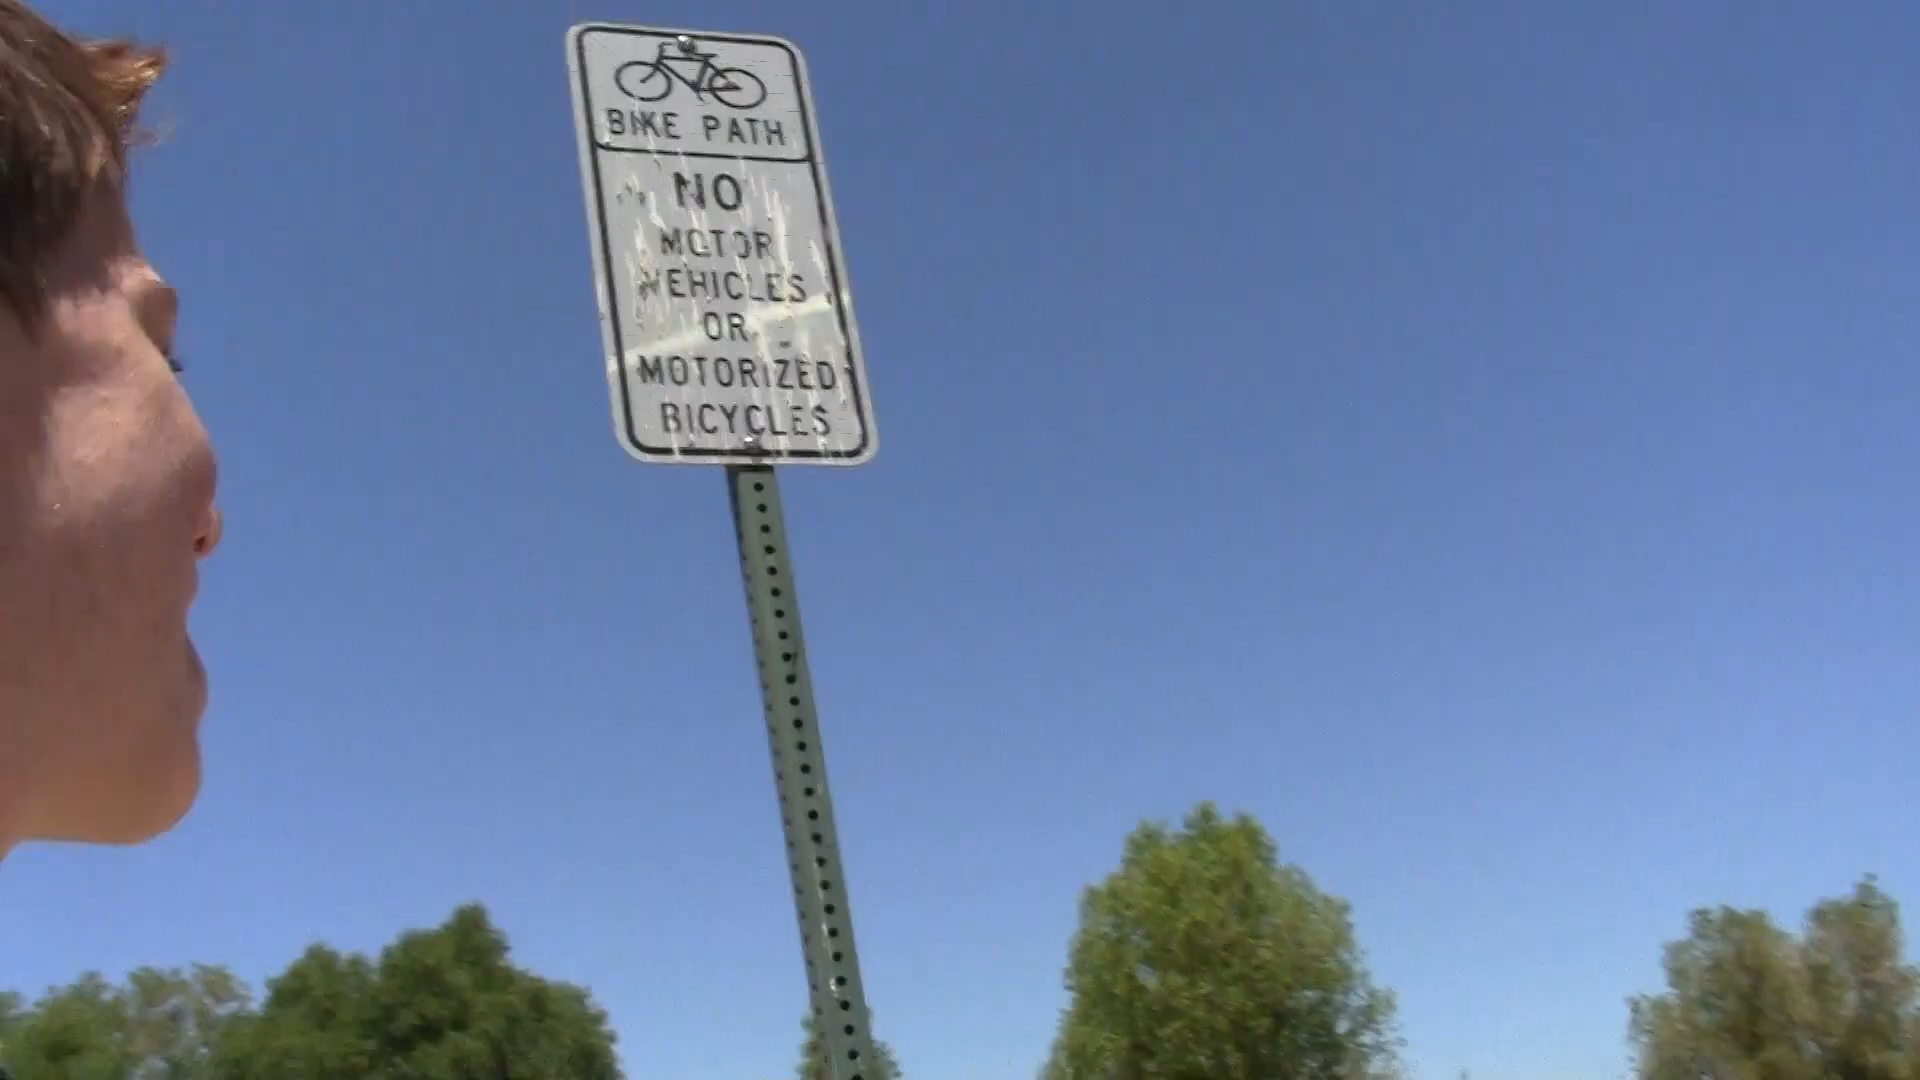 BIKE PATH
NO
MOTOR
VEHICLES
OR
MOTORIZED
BICYCLES